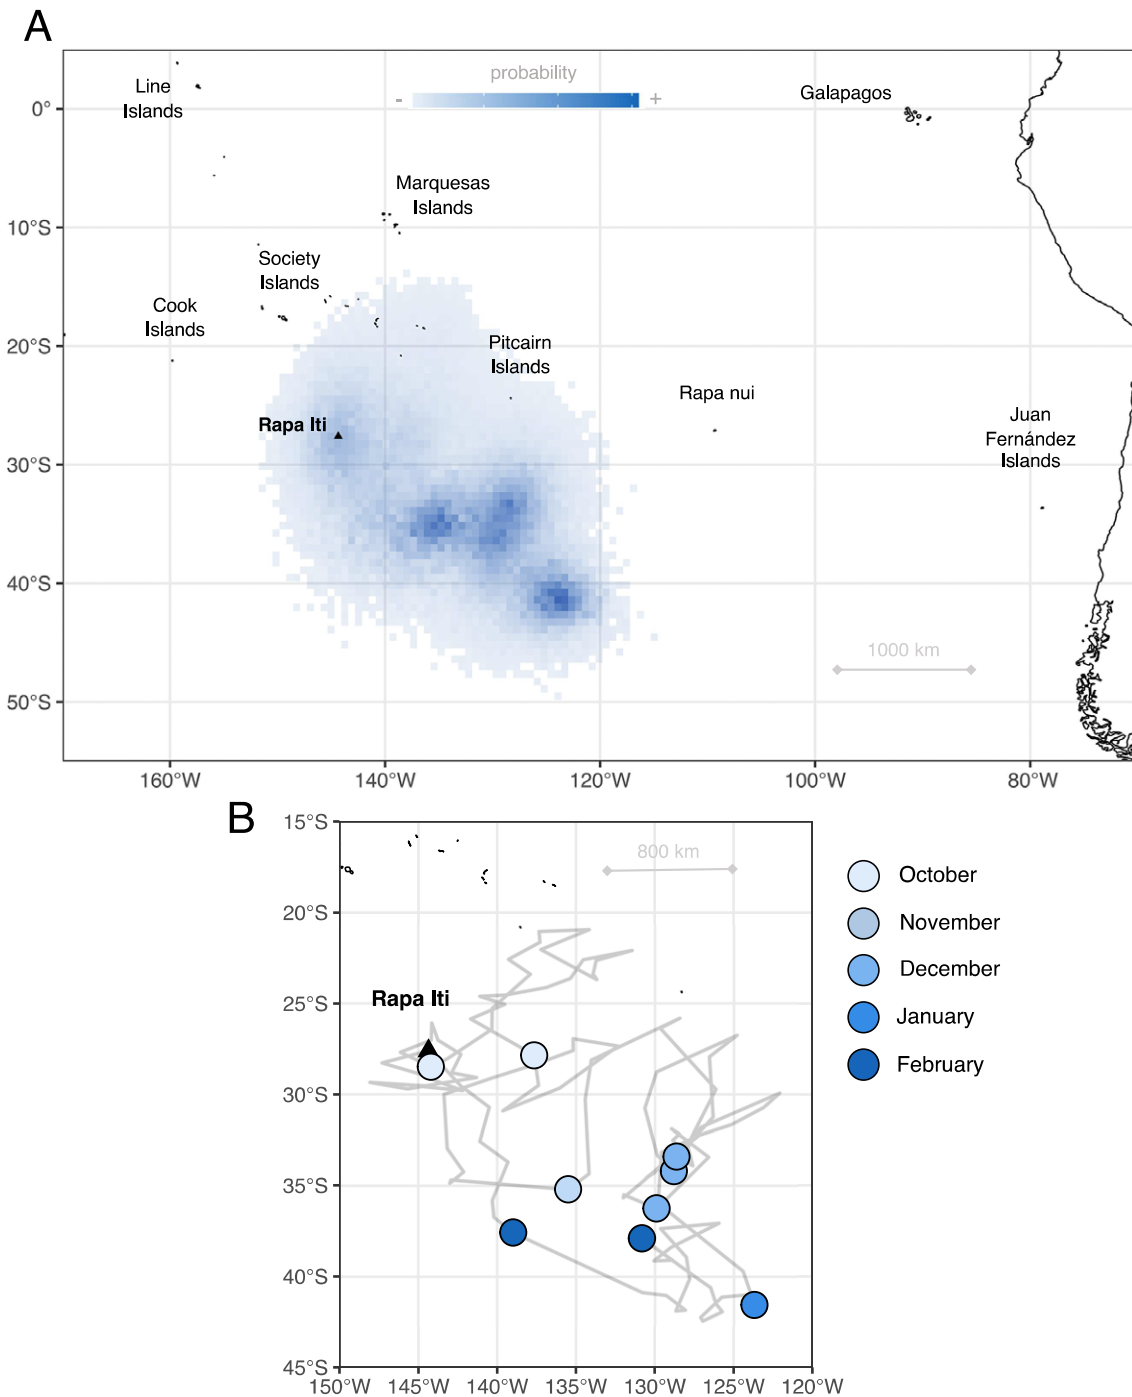 A
probability
- +
Line
Islands
Galapagos
0°
Marquesas
Islands
10°S
Society
Islands
Cook
Islands
20°S
Pitcairn
Islands
Rapa nui
Rapa Iti
Juan
Fernández
Islands
30°S
40°S
1000 km
50°S
160°W 140°W 120°W 100°W 80°W
B
15°S
800 km
October
20°S
November
December
Rapa Iti
25°S
January
February
30°S
35°S
40°S
45°S
150°W 145°W 140°W 135°W 130°W 125°W 120°W